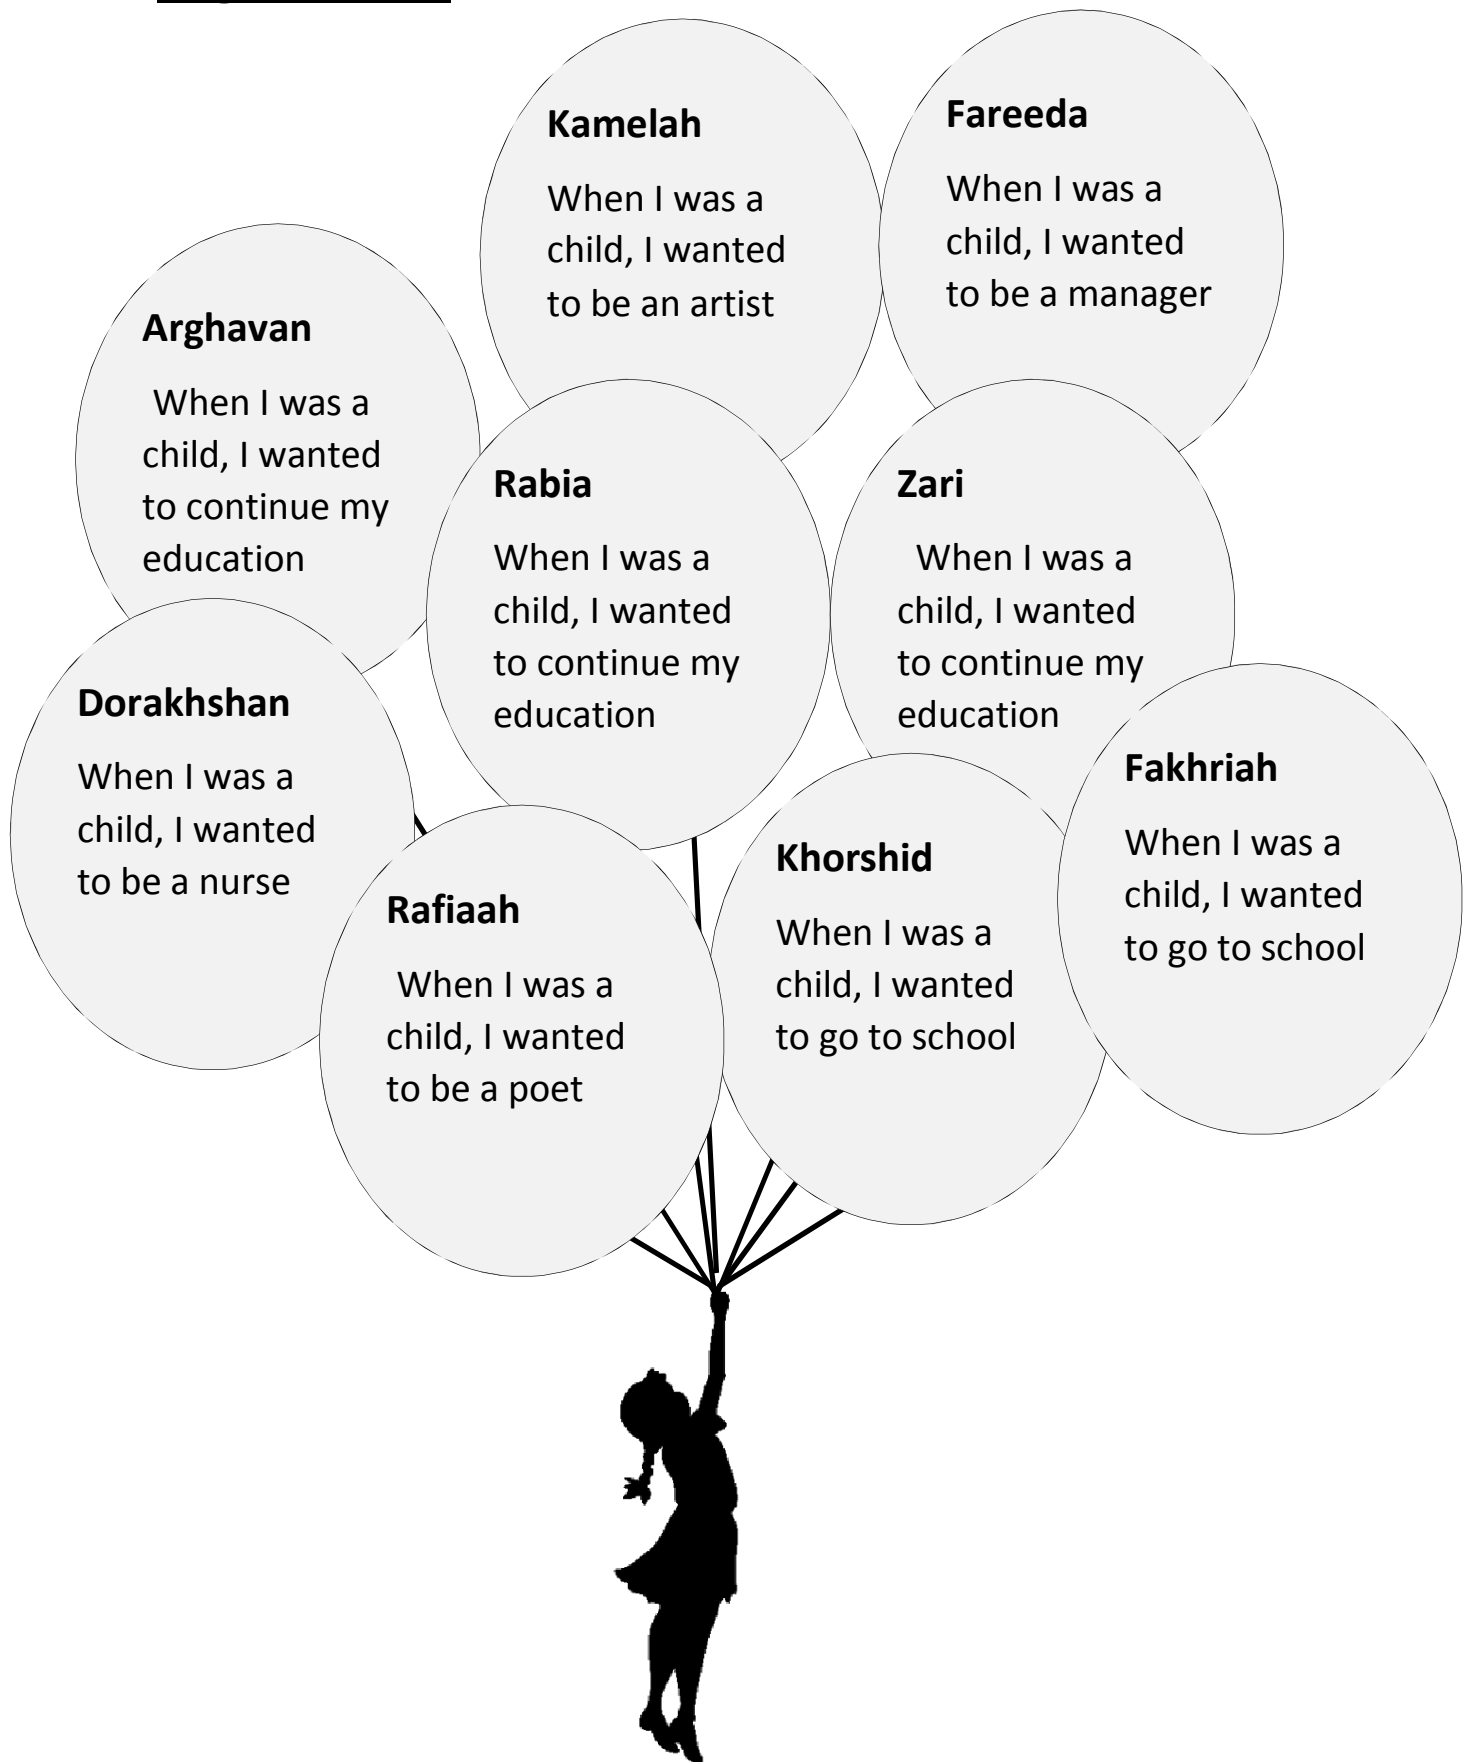 Kamelah
When I was a
child, I wanted
to be an artist
Fareeda
When I was a
child, I wanted
to be a manager
Arghavan
When I was a
child, I wanted
to continue my
education
Rabia
When I was a
child, I wanted
to continue my
education
Zari
When I was a
child, I wanted
to continue my
education
Dorakhshan
When I was a
child, I wanted
to be a nurse
Fakhriah
When I was a
child, I wanted
to go to school
Khorshid
When I was a
child, I wanted
to go to school
Rafiaah
When I was a
child, I wanted
to be a poet